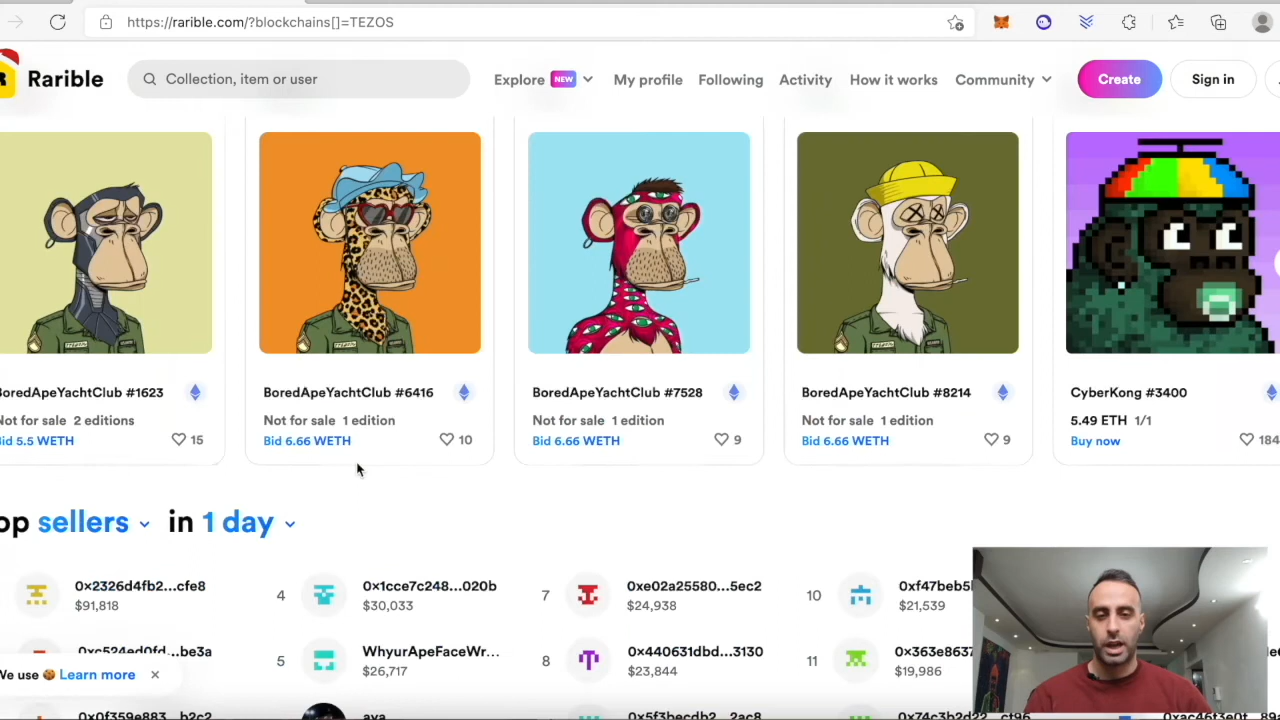 https://rarible.com/?blockchains[]=TEZOS
R Rarible
Collection, item or user
Explore NEW
My profile
Following
Activity
How it works
Community
Create
Sign in
BoredApeYachtClub #1623
Not for sale 2 editions
Bid 5.5 WETH
15
BoredApeYachtClub #6416
Not for sale 1 edition
Bid 6.66 WETH
10
BoredApeYachtClub #7528
Not for sale 1 edition
Bid 6.66 WETH
9
BoredApeYachtClub #8214
Not for sale 1 edition
Bid 6.66 WETH
9
CyberKong #3400
5.49 ETH 1/1
Buy now
184
op sellers in 1 day
0x2326d4fb2...cfe8
$91,818
4
0x1cce7c248...020b
$30,033
7
0xe02a25580...5ec2
$24,938
10
0xf47beb5
$21,539
0xc524ed0fd...be3a
5
WhyurApeFaceWr...
$26,717
8
0x440631dbd...3130
$23,844
11
0x363e8637
$19,986
We use Learn more
0x0f359e883...b2c2
aya